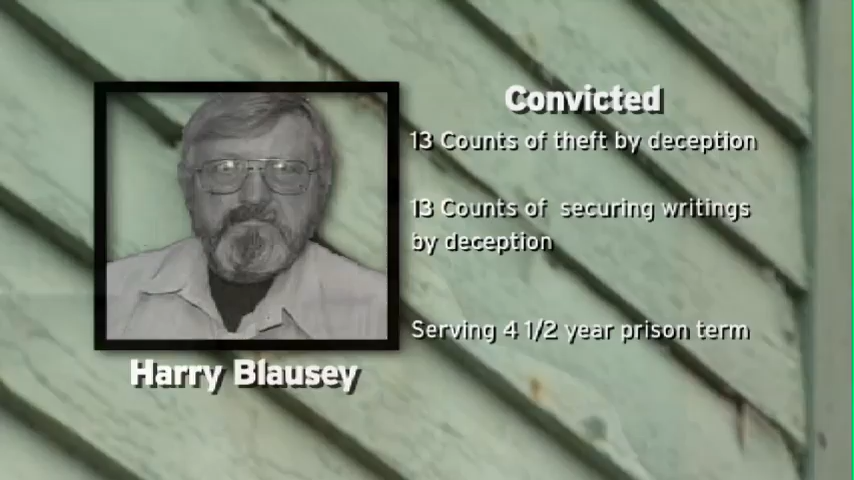 Convicted
13 Counts of theft by deception
13 Counts of securing writings
by deception
Serving 4 1/2 year prison term
Harry Blausey